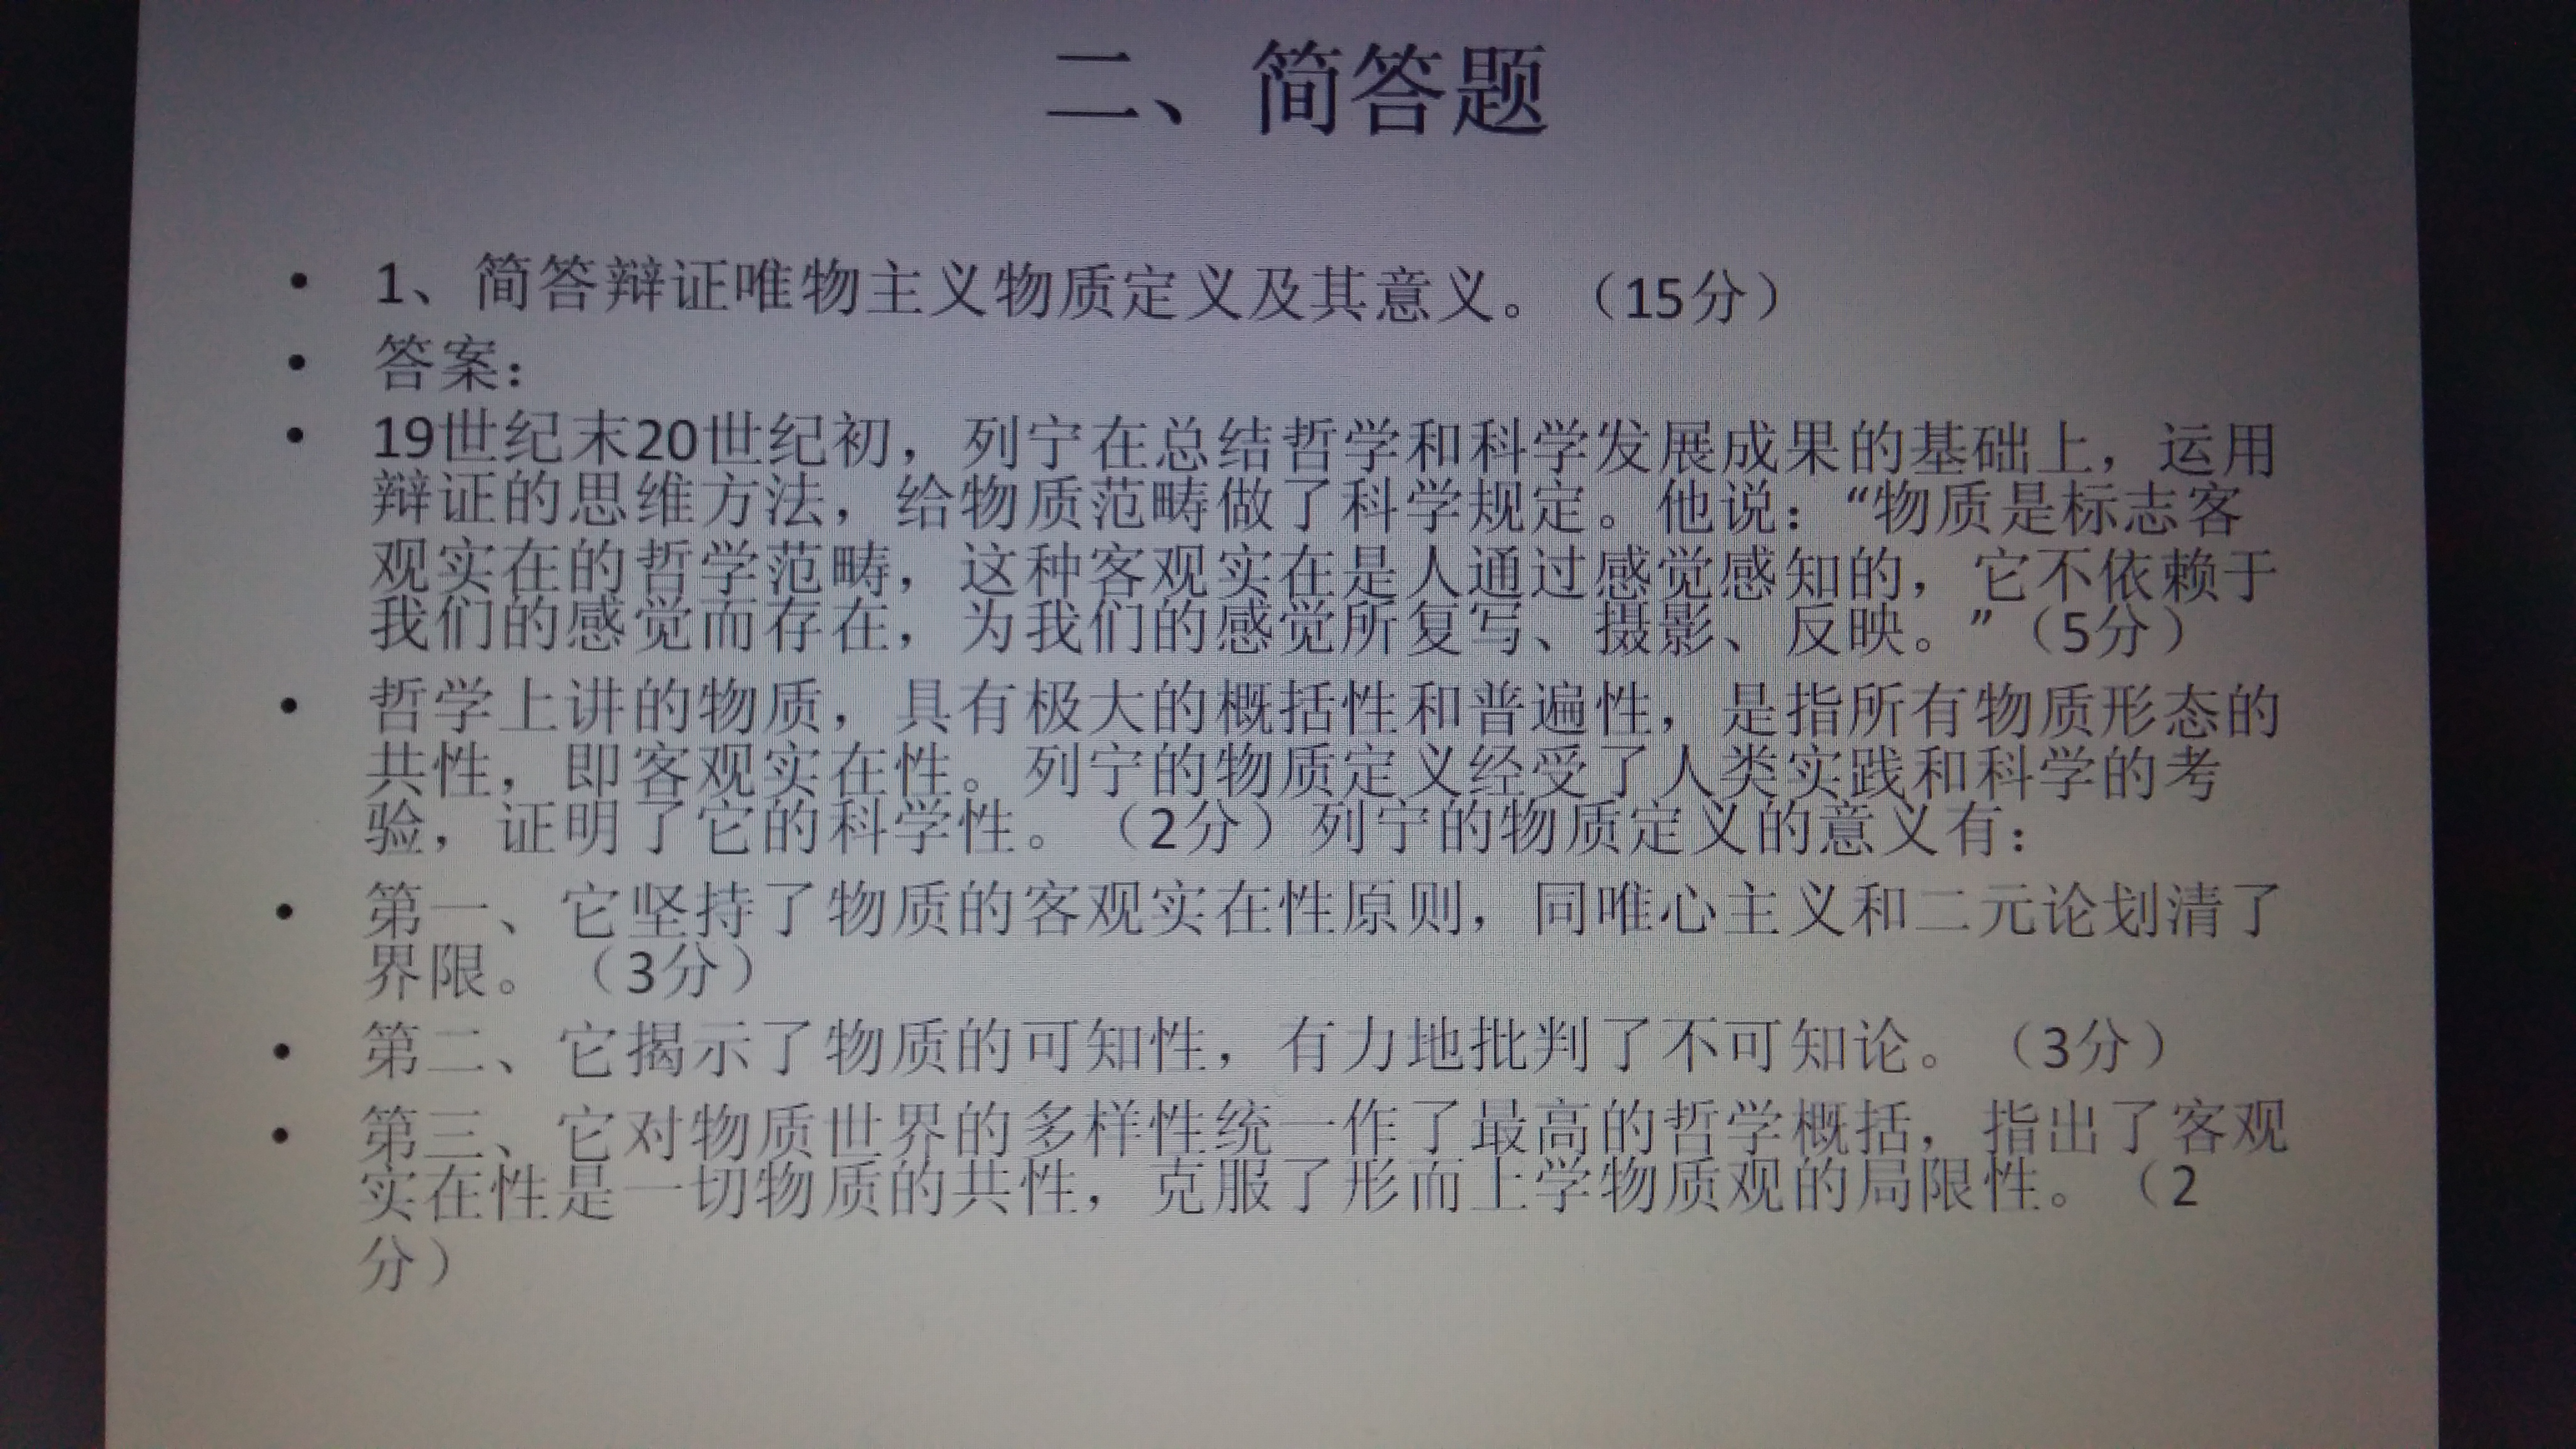 二、简答题
• 1、简答辩证唯物主义物质定义及其意义。（15分）
• 答案：
• 19世纪末20世纪初，列宁在总结哲学和科学发展成果的基础上，运用
辩证的思维方法，给物质范畴做了科学规定。他说：“物质是标志客
观实在的哲学范畴，这种客观实在是人通过感觉感知的，它不依赖于
我们的感觉而存在，为我们的感觉所复写、摄影、反映。”（5分）
• 哲学上讲的物质，具有极大的概括性和普遍性，是指所有物质形态的
共性，即客观实在性。列宁的物质定义经受了人类实践和科学的考
验，证明了它的科学性。（2分）列宁的物质定义的意义有：
• 第一、它坚持了物质的客观实在性原则，同唯心主义和二元论划清了
界限。（3分）
• 第二、它揭示了物质的可知性，有力地批判了不可知论。（3分）
• 第三、它对物质世界的多样性统一作了最高的哲学概括，指出了客观
实在性是一切物质的共性，克服了形而上学物质观的局限性。（2
分）